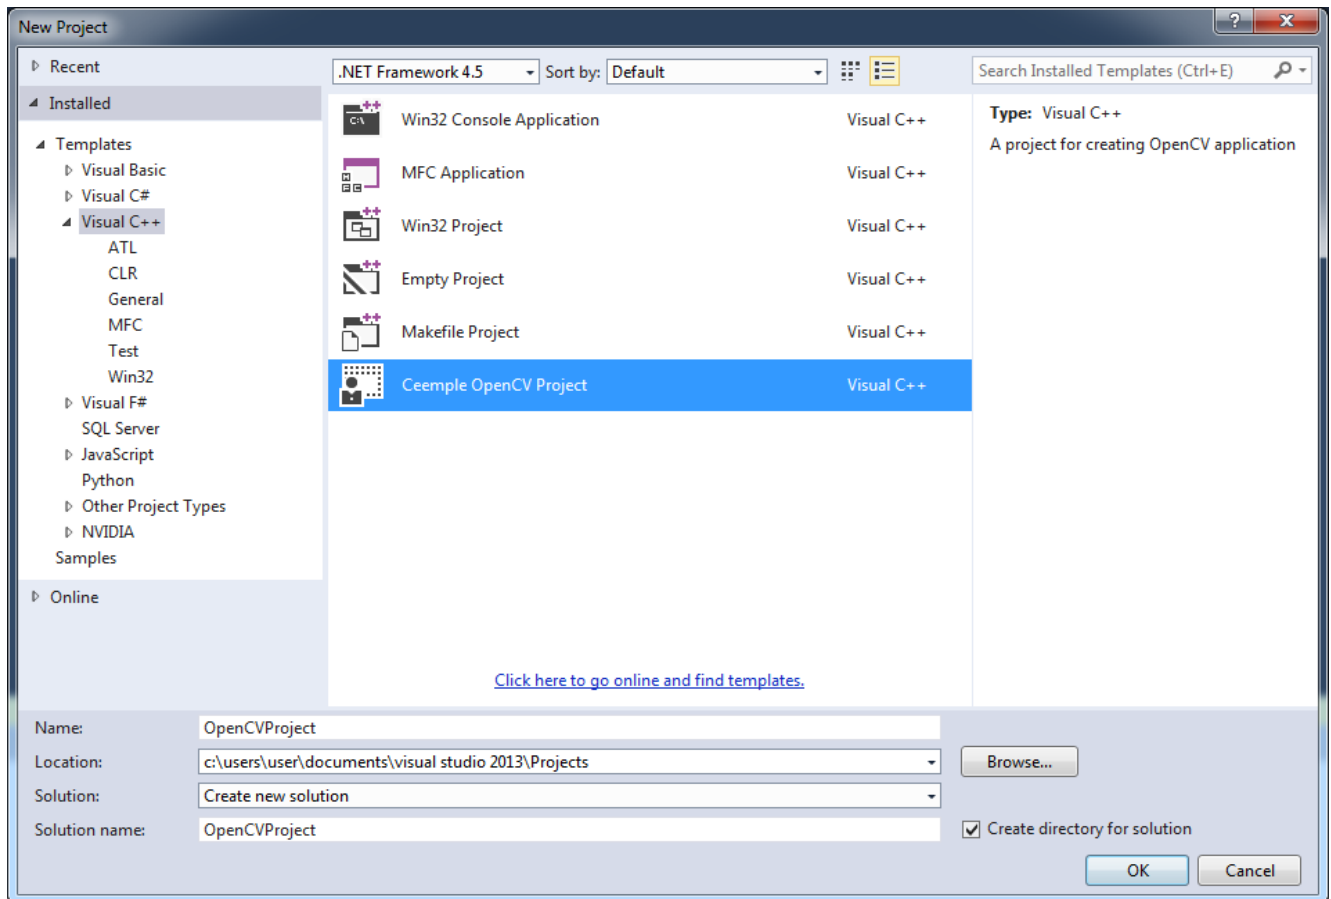 New Project
Recent
Installed
Templates
Visual Basic
Visual C#
Visual C++
ATL
CLR
General
MFC
Test
Win32
Visual F#
SQL Server
JavaScript
Python
Other Project Types
NVIDIA
Samples
Online
.NET Framework 4.5 Sort by: Default
Win32 Console Application Visual C++
MFC Application Visual C++
Win32 Project Visual C++
Empty Project Visual C++
Makefile Project Visual C++
Ceemple OpenCV Project Visual C++
Click here to go online and find templates.
Search Installed Templates (Ctrl+E)
Type: Visual C++
A project for creating OpenCV application
Name: OpenCVProject
Location: c:\users\user\documents\visual studio 2013\Projects Browse...
Solution: Create new solution
Solution name: OpenCVProject Create directory for solution
OK Cancel